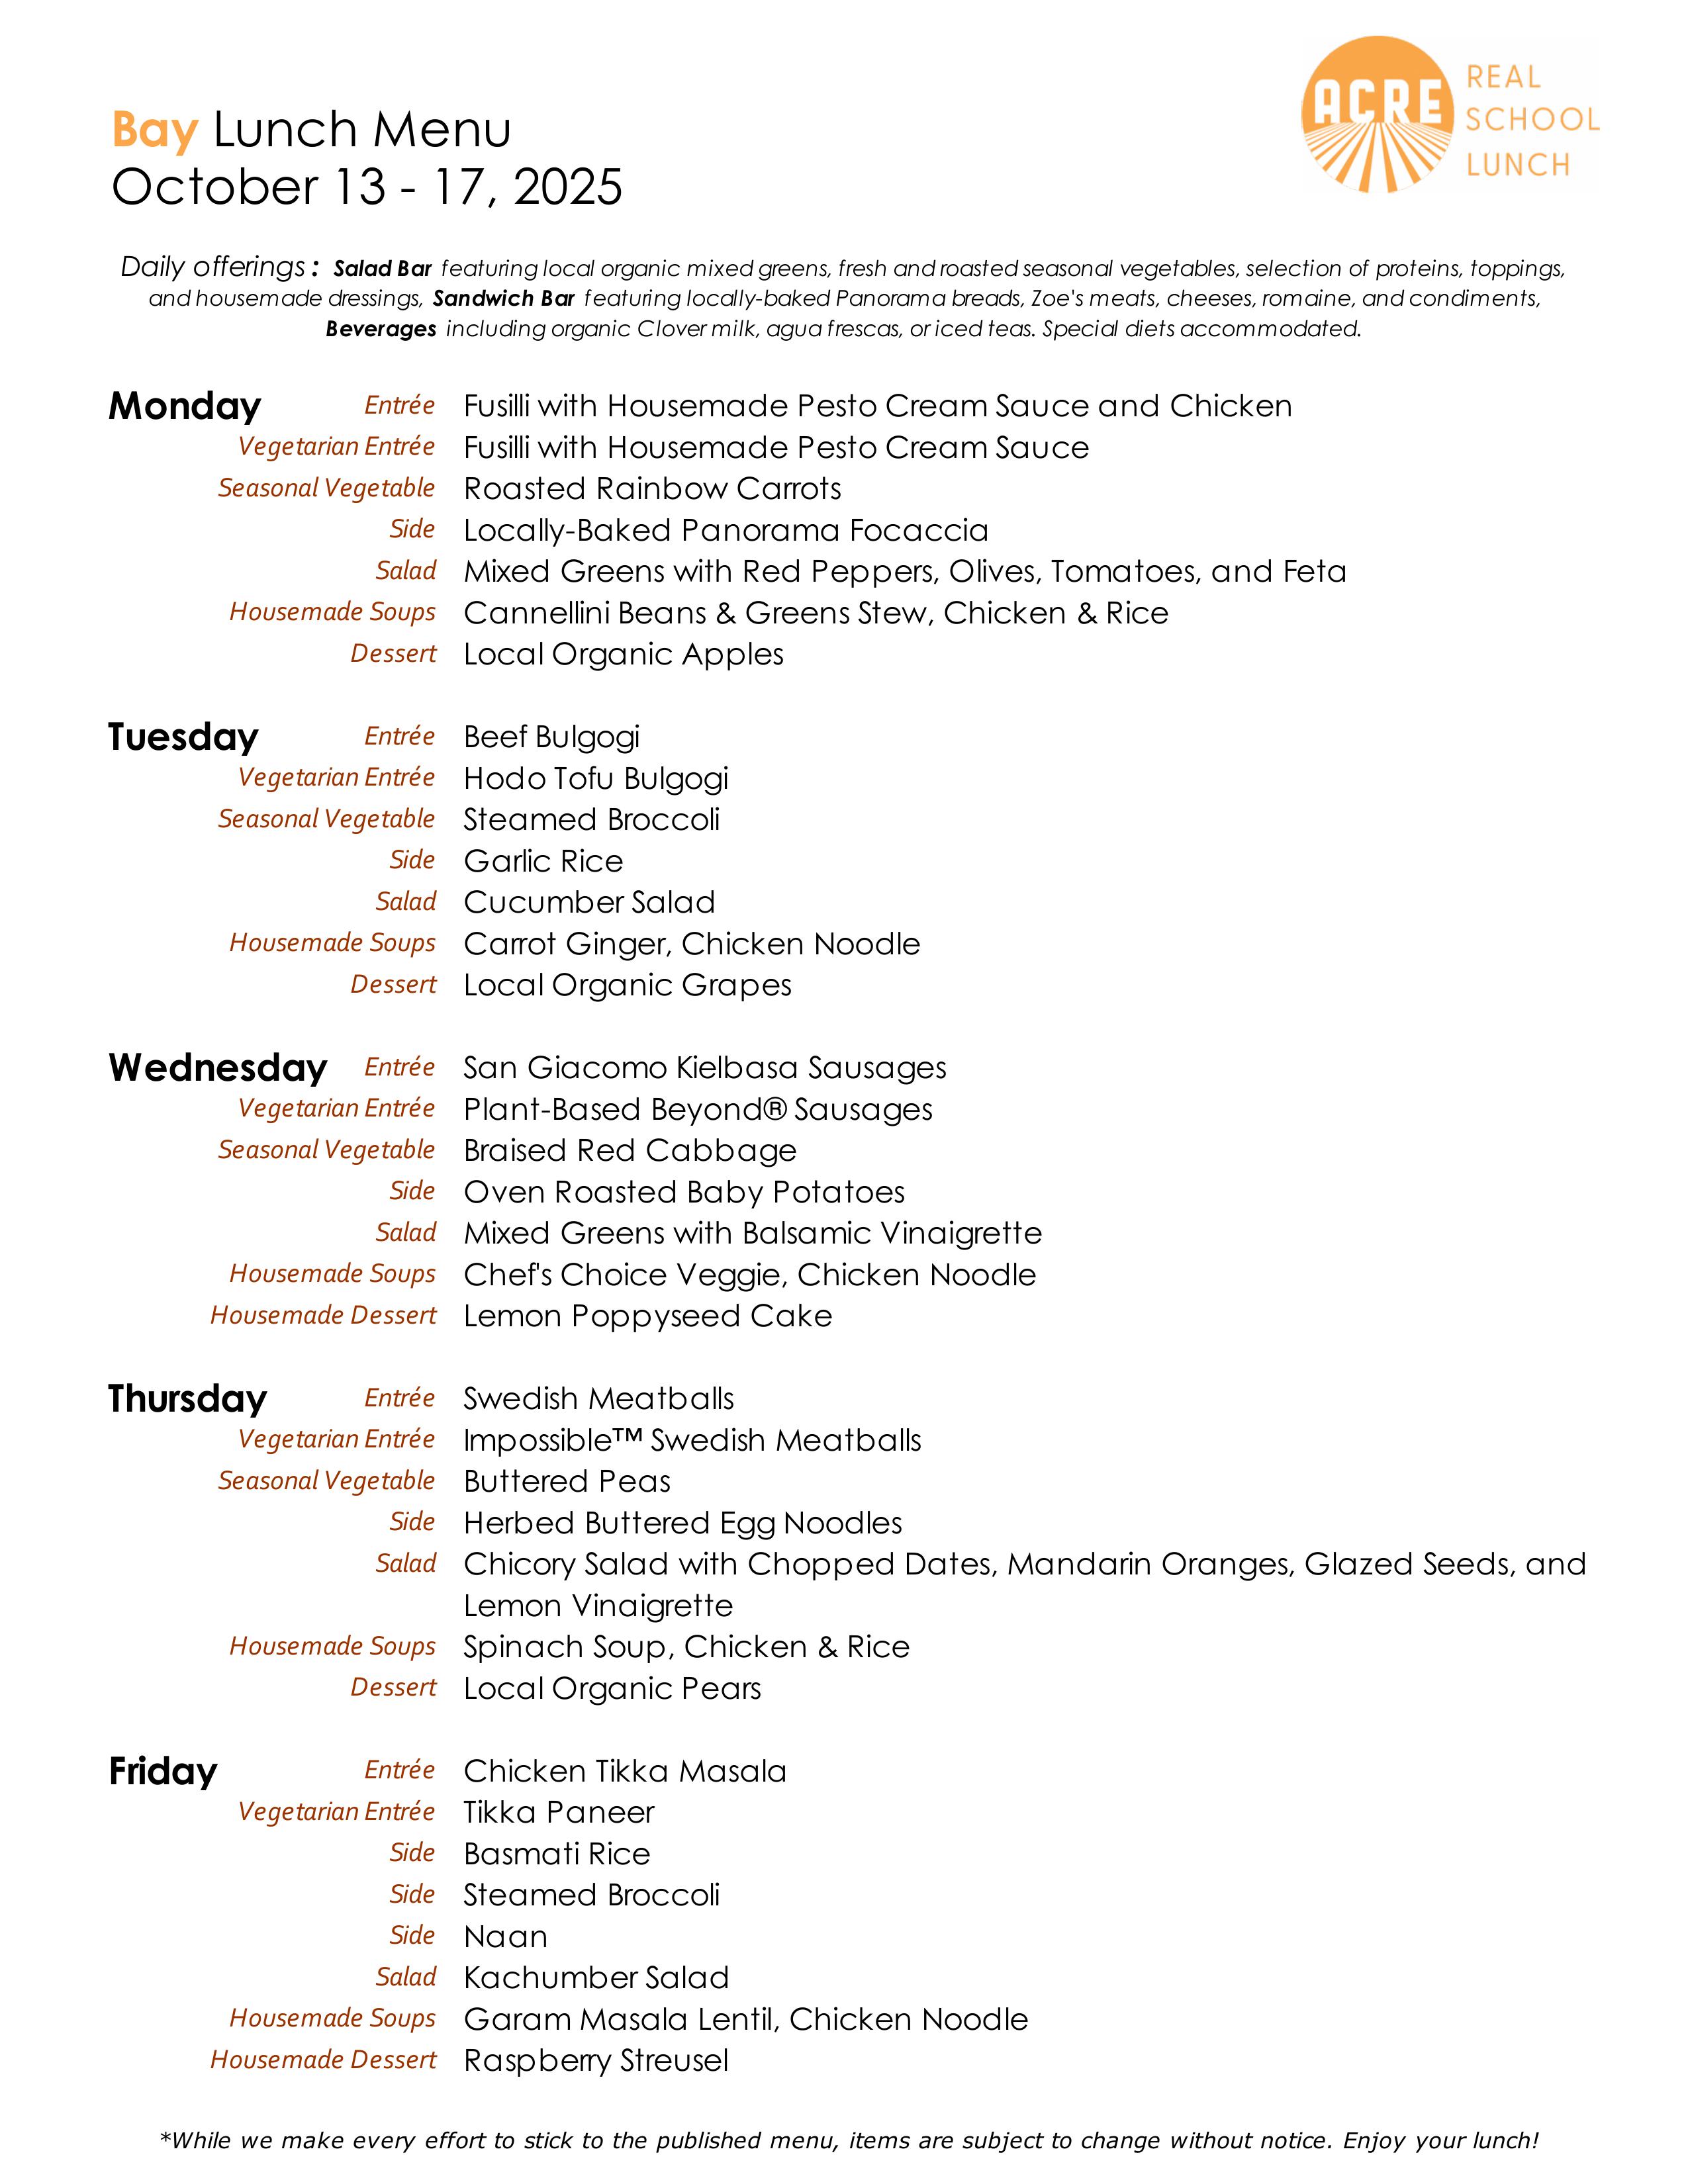 ACRE
REAL
SCHOOL
LUNCH
Bay Lunch Menu
October 13 - 17, 2025
Daily offerings : Salad Bar featuring local organic mixed greens, fresh and roasted seasonal vegetables, selection of proteins, toppings,
and housemade dressings, Sandwich Bar featuring locally-baked Panorama breads, Zoe's meats, cheeses, romaine, and condiments,
Beverages including organic Clover milk, agua frescas, or iced teas. Special diets accommodated.
Monday Entrée Fusilli with Housemade Pesto Cream Sauce and Chicken
Vegetarian Entrée Fusilli with Housemade Pesto Cream Sauce
Seasonal Vegetable Roasted Rainbow Carrots
Side Locally-Baked Panorama Focaccia
Salad Mixed Greens with Red Peppers, Olives, Tomatoes, and Feta
Housemade Soups Cannellini Beans & Greens Stew, Chicken & Rice
Dessert Local Organic Apples
Tuesday Entrée Beef Bulgogi
Vegetarian Entrée Hodo Tofu Bulgogi
Seasonal Vegetable Steamed Broccoli
Side Garlic Rice
Salad Cucumber Salad
Housemade Soups Carrot Ginger, Chicken Noodle
Dessert Local Organic Grapes
Wednesday Entrée San Giacomo Kielbasa Sausages
Vegetarian Entrée Plant-Based Beyond® Sausages
Seasonal Vegetable Braised Red Cabbage
Side Oven Roasted Baby Potatoes
Salad Mixed Greens with Balsamic Vinaigrette
Housemade Soups Chef's Choice Veggie, Chicken Noodle
Housemade Dessert Lemon Poppyseed Cake
Thursday Entrée Swedish Meatballs
Vegetarian Entrée Impossible™ Swedish Meatballs
Seasonal Vegetable Buttered Peas
Side Herbed Buttered Egg Noodles
Salad Chicory Salad with Chopped Dates, Mandarin Oranges, Glazed Seeds, and
Lemon Vinaigrette
Housemade Soups Spinach Soup, Chicken & Rice
Dessert Local Organic Pears
Friday Entrée Chicken Tikka Masala
Vegetarian Entrée Tikka Paneer
Side Basmati Rice
Side Steamed Broccoli
Side Naan
Salad Kachumber Salad
Housemade Soups Garam Masala Lentil, Chicken Noodle
Housemade Dessert Raspberry Streusel
*While we make every effort to stick to the published menu, items are subject to change without notice. Enjoy your lunch!